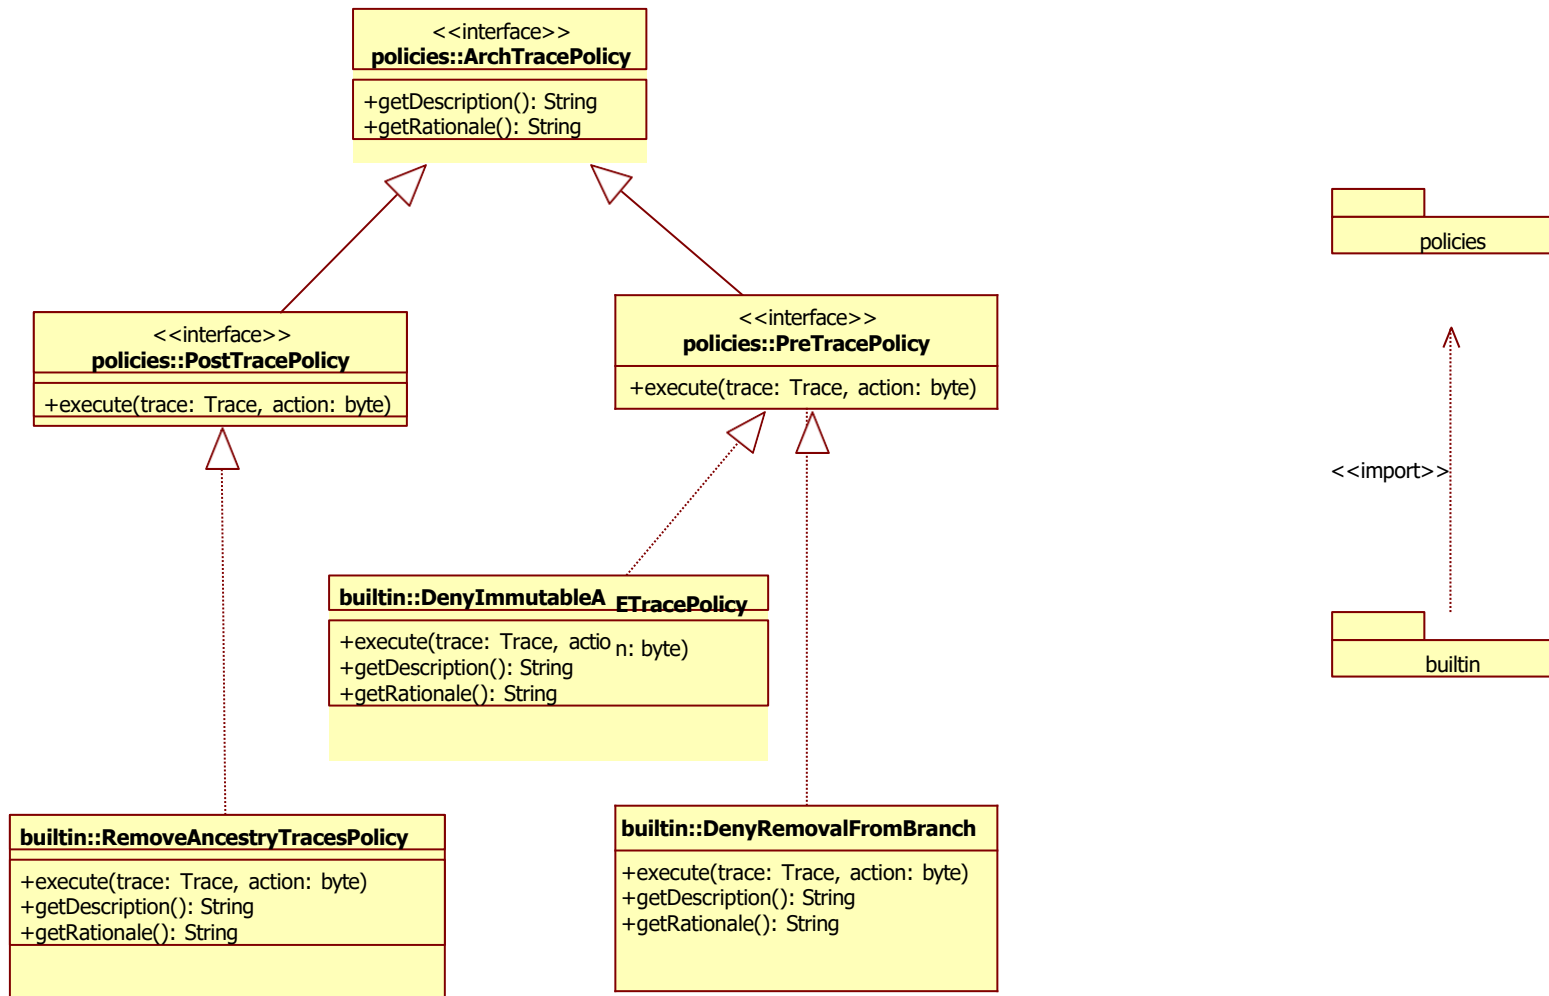 <<interface>>
policies::ArchTracePolicy
+getDescription(): String
+getRationale(): String
policies
<<interface>>
policies::PostTracePolicy
+execute(trace: Trace, action: byte)
<<interface>>
policies::PreTracePolicy
+execute(trace: Trace, action: byte)
<<import>>
builtin::DenyImmutableAETracePolicy
+execute(trace: Trace, action: byte)
+getDescription(): String
+getRationale(): String
builtin
builtin::RemoveAncestryTracesPolicy
+execute(trace: Trace, action: byte)
+getDescription(): String
+getRationale(): String
builtin::DenyRemovalFromBranch
+execute(trace: Trace, action: byte)
+getDescription(): String
+getRationale(): String